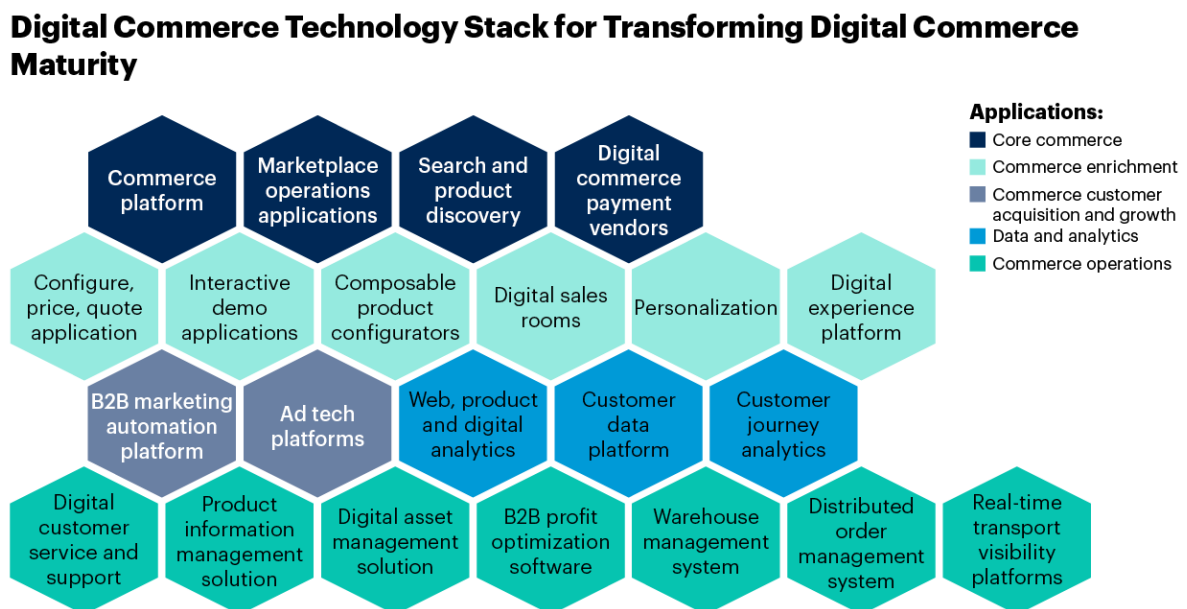 Digital Commerce Technology Stack for Transforming Digital Commerce
Maturity
Applications:
Core commerce
Commerce enrichment
Commerce customer
acquisition and growth
Data and analytics
Commerce operations
Commerce
platform
Marketplace
operations
applications
Search and
product
discovery
Digital
commerce
payment
vendors
Configure,
price, quote
application
Interactive
demo
applications
Composable
product
configurators
Digital sales
rooms
Personalization
Digital
experience
platform
B2B marketing
automation
platform
Ad tech
platforms
Web, product
and digital
analytics
Customer
data
platform
Customer
journey
analytics
Digital
customer
service and
support
Product
information
management
solution
Digital asset
management
solution
B2B profit
optimization
software
Warehouse
management
system
Distributed
order
management
system
Real-time
transport
visibility
platforms